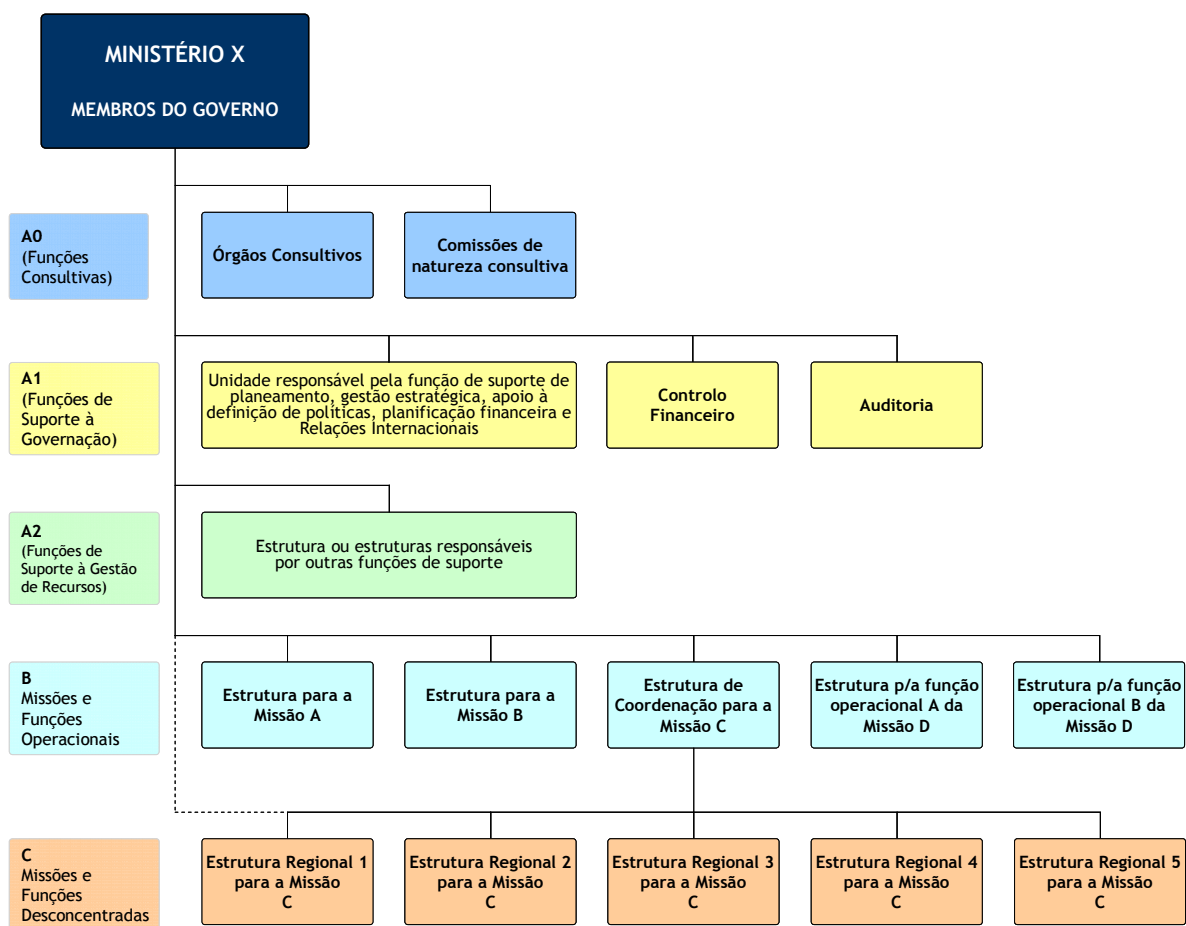 MINISTÉRIO X
MEMBROS DO GOVERNO
A0
(Funções
Consultivas)
Órgãos Consultivos
Comissões de
natureza consultiva
A1
(Funções de
Suporte à
Governação)
Unidade responsável pela função de suporte de
planeamento, gestão estratégica, apoio à
definição de políticas, planificação financeira e
Relações Internacionais
Controlo
Financeiro
Auditoria
A2
(Funções de
Suporte à Gestão
de Recursos)
Estrutura ou estruturas responsáveis
por outras funções de suporte
B
Missões e
Funções
Operacionais
Estrutura para a
Missão A
Estrutura para a
Missão B
Estrutura de
Coordenação para a
Missão C
Estrutura p/a função
operacional A da
Missão D
Estrutura p/a função
operacional B da
Missão D
C
Missões e
Funções
Desconcentradas
Estrutura Regional 1
para a Missão
C
Estrutura Regional 2
para a Missão
C
Estrutura Regional 3
para a Missão
C
Estrutura Regional 4
para a Missão
C
Estrutura Regional 5
para a Missão
C